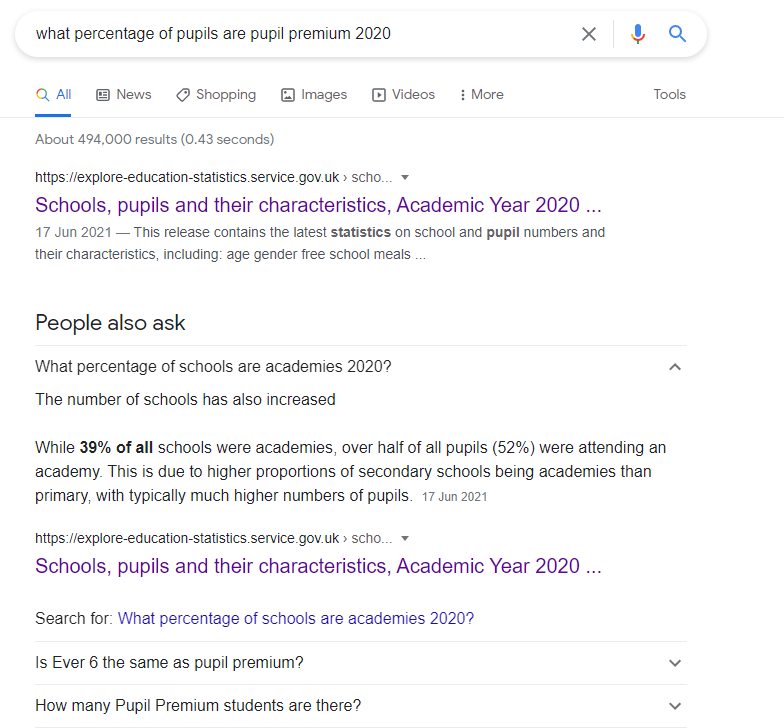 what percentage of pupils are pupil premium 2020
All News Shopping Images Videos More Tools
About 494,000 results (0.43 seconds)
https://explore-education-statistics.service.gov.uk › scho...
Schools, pupils and their characteristics, Academic Year 2020 ...
17 Jun 2021 — This release contains the latest statistics on school and pupil numbers and
their characteristics, including: age gender free school meals ...
People also ask
What percentage of schools are academies 2020?
The number of schools has also increased
While 39% of all schools were academies, over half of all pupils (52%) were attending an
academy. This is due to higher proportions of secondary schools being academies than
primary, with typically much higher numbers of pupils. 17 Jun 2021
https://explore-education-statistics.service.gov.uk › scho...
Schools, pupils and their characteristics, Academic Year 2020 ...
Search for: What percentage of schools are academies 2020?
Is Ever 6 the same as pupil premium?
How many Pupil Premium students are there?